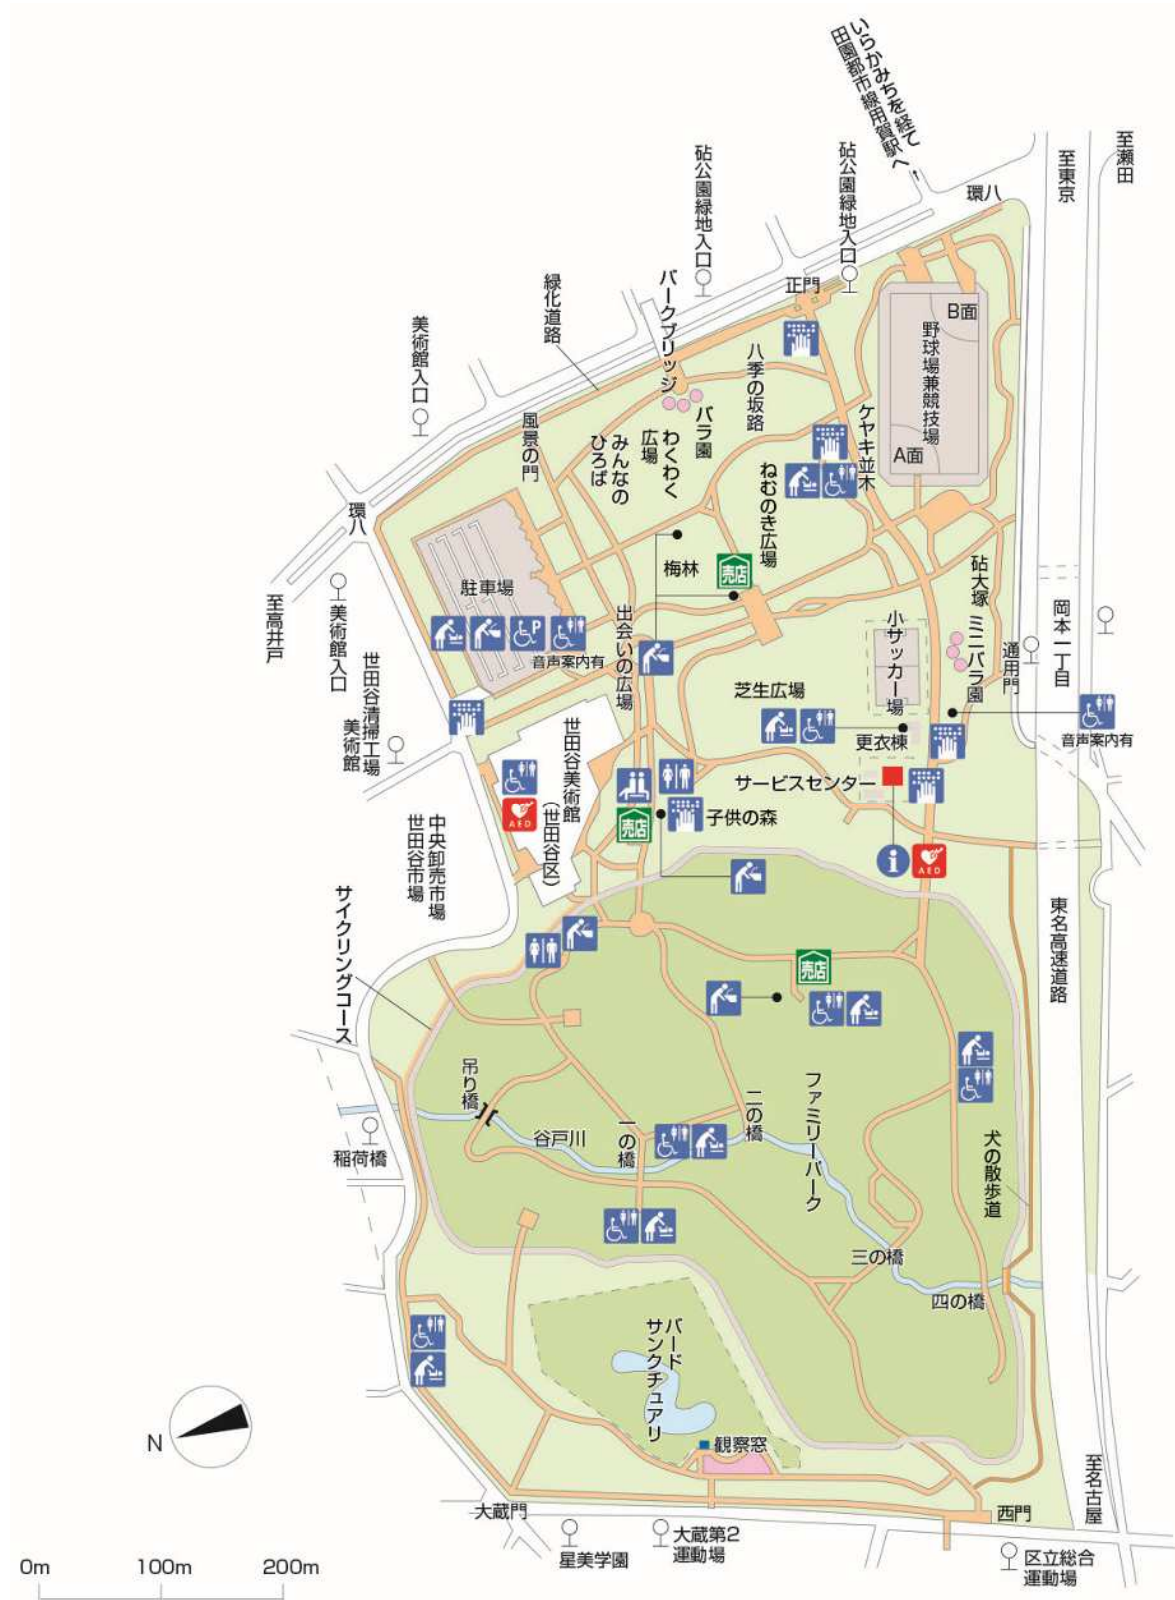 いらかみちを経て
田園都市線用賀駅へ
至瀬田
至東京
環八
砧公園緑地入口
砧公園緑地入口
正門
緑化道路
パークブリッジ
美術館入口
B面
野球場兼競技場
A面
八季の坂路
バラ園
ケヤキ並木
わくわく
広場
みんなの
ひろば
風景の門
ねむのき広場
環八
梅林
売店
駐車場
P
音声案内有
至高井戸
美術館入口
出会いの広場
砧大塚
ミニバラ園
小サッカー場
通用門
岡本一丁目
芝生広場
更衣棟
音声案内有
世田谷清掃工場
美術館
世田谷美術館
(世田谷区)
AED
サービスセンター
売店
子供の森
i
AED
中央卸売市場
世田谷市場
サイクリングコース
東名高速道路
売店
吊り橋
谷戸川
一の橋
二の橋
ファミリーパーク
犬の散歩道
稲荷橋
三の橋
四の橋
バード
サンクチュアリ
観察窓
N
至名古屋
大蔵門
西門
星美学園
大蔵第2
運動場
区立総合
運動場
0m 100m 200m